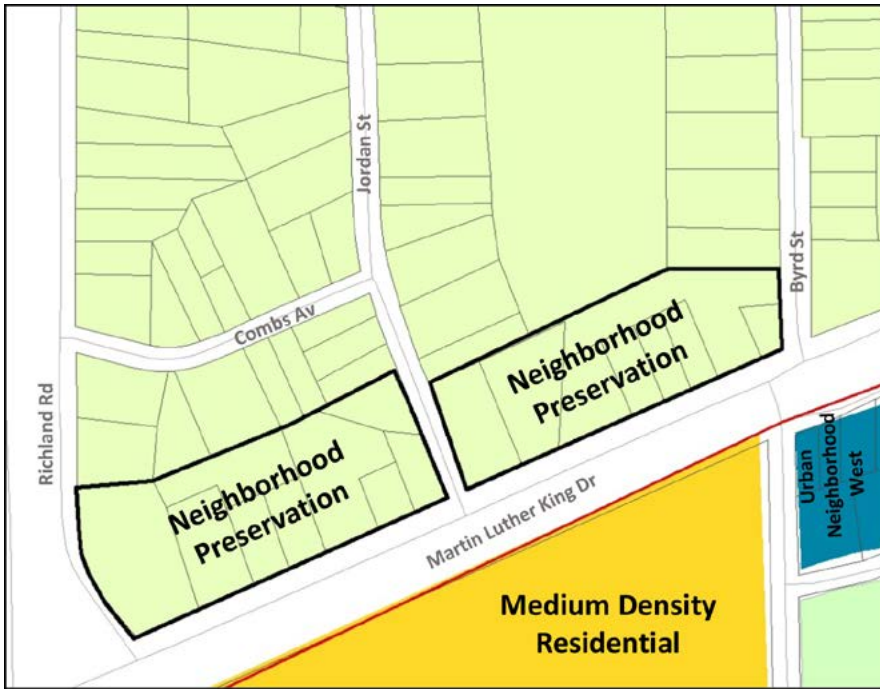 Jordan St
Byrd St
Combs Av
Neighborhood
Preservation
Richland Rd
Neighborhood
Preservation
Urban
Neighborhood
West
Martin Luther King Dr
Medium Density
Residential